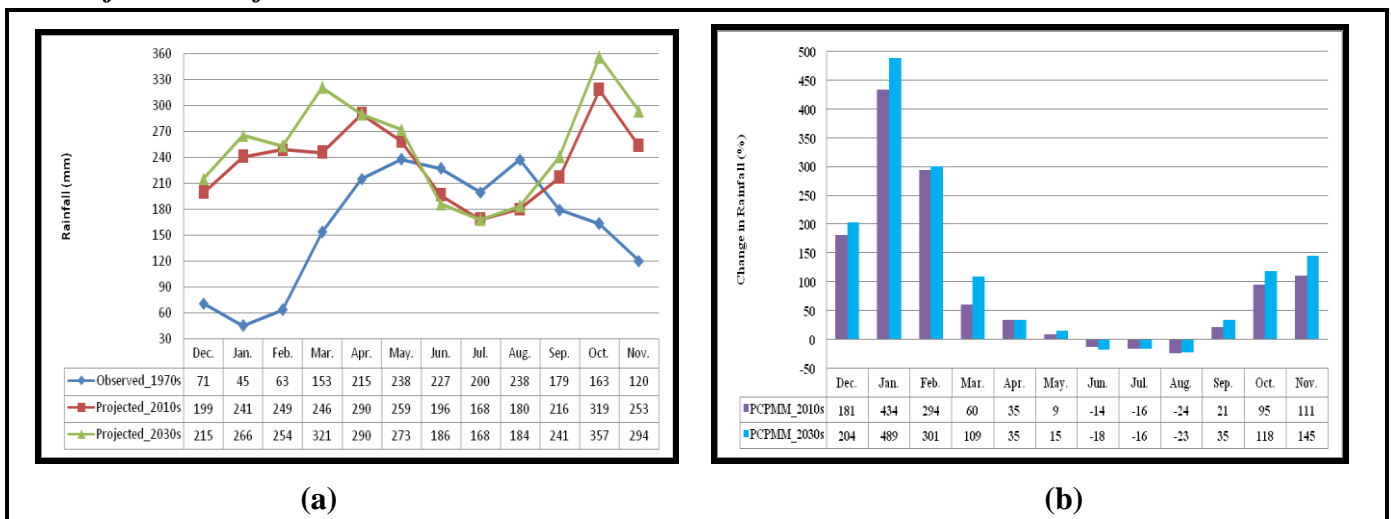 360
330
300
270
240
210
180
150
120
90
60
30
Rainfall (mm)
Dec. Jan. Feb. Mar. Apr. May. Jun. Jul. Aug. Sep. Oct. Nov.
Observed_1970s 71 45 63 153 215 238 227 200 238 179 163 120
Projected_2010s 199 241 249 246 290 259 196 168 180 216 319 253
Projected_2030s 215 266 254 321 290 273 186 168 184 241 357 294
(a)
500
450
400
350
300
250
200
150
100
50
0
-50
Change in Rainfall (%)
Dec. Jan. Feb. Mar. Apr. May. Jun. Jul. Aug. Sep. Oct. Nov.
PCPMM_2010s 181 434 294 60 35 9 -14 -16 -24 21 95 111
PCPMM_2030s 204 489 301 109 35 15 -18 -16 -23 35 118 145
(b)